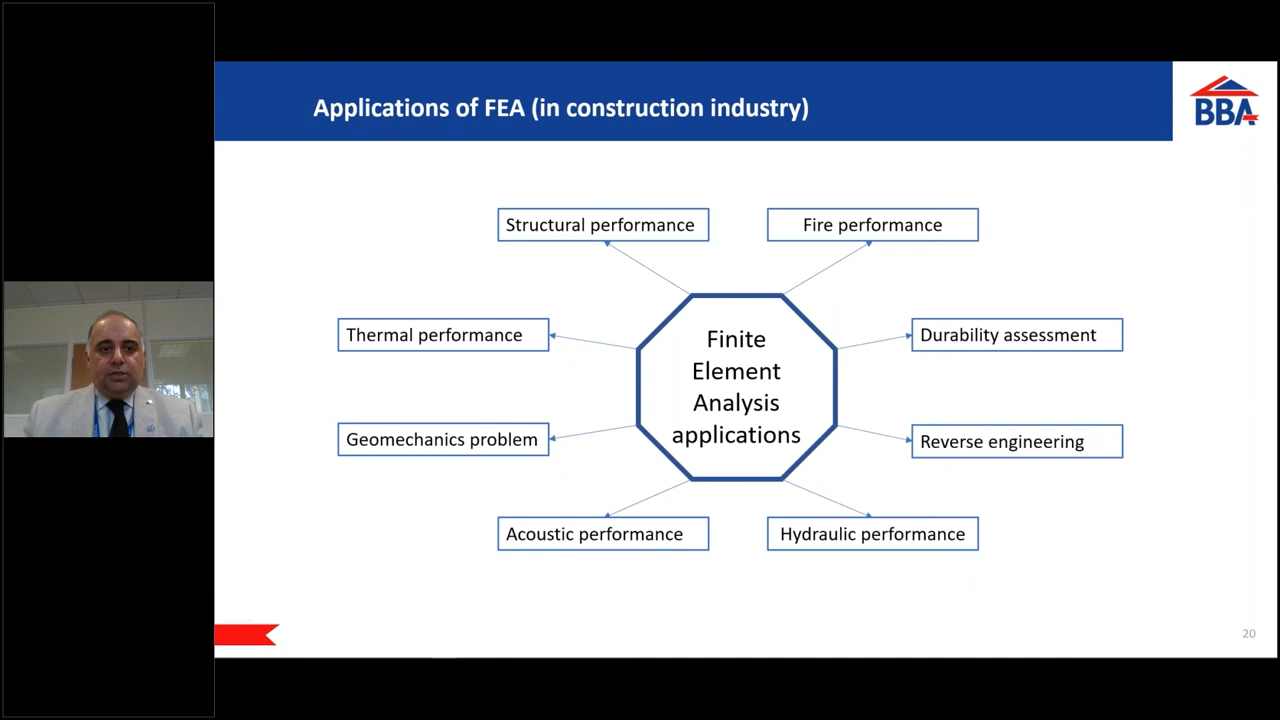 Applications of FEA (in construction industry)
BBA
Structural performance
Fire performance
Thermal performance
Durability assessment
Finite
Element
Analysis
applications
Geomechanics problem
Reverse engineering
Acoustic performance
Hydraulic performance
20